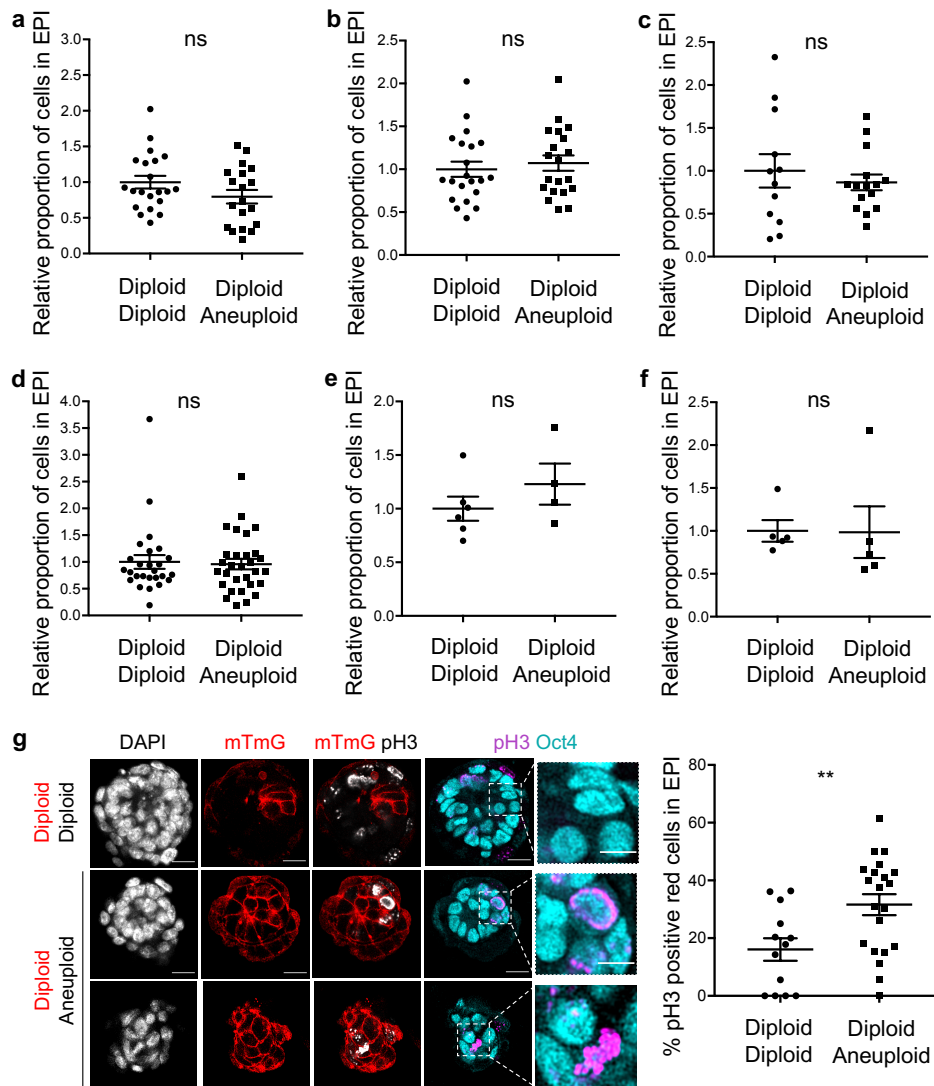 a
Relative proportion of cells in EPI
3.0
2.5
2.0
1.5
1.0
0.5
0.0
ns
Diploid Diploid
Diploid Aneuploid
b
Relative proportion of cells in EPI
2.5
2.0
1.5
1.0
0.5
0.0
ns
Diploid Diploid
Diploid Aneuploid
c
Relative proportion of cells in EPI
2.5
2.0
1.5
1.0
0.5
0.0
ns
Diploid Diploid
Diploid Aneuploid
d
Relative proportion of cells in EPI
4.0
3.5
3.0
2.5
2.0
1.5
1.0
0.5
0.0
ns
Diploid Diploid
Diploid Aneuploid
e
Relative proportion of cells in EPI
2.0
1.5
1.0
0.5
0.0
ns
Diploid Diploid
Diploid Aneuploid
f
Relative proportion of cells in EPI
2.5
2.0
1.5
1.0
0.5
0.0
ns
Diploid Diploid
Diploid Aneuploid
g
DAPI
mTmG
mTmG pH3
pH3 Oct4
Diploid
Diploid
Diploid
Aneuploid
% pH3 positive red cells in EPI
80
60
40
20
0
**
Diploid Diploid
Diploid Aneuploid